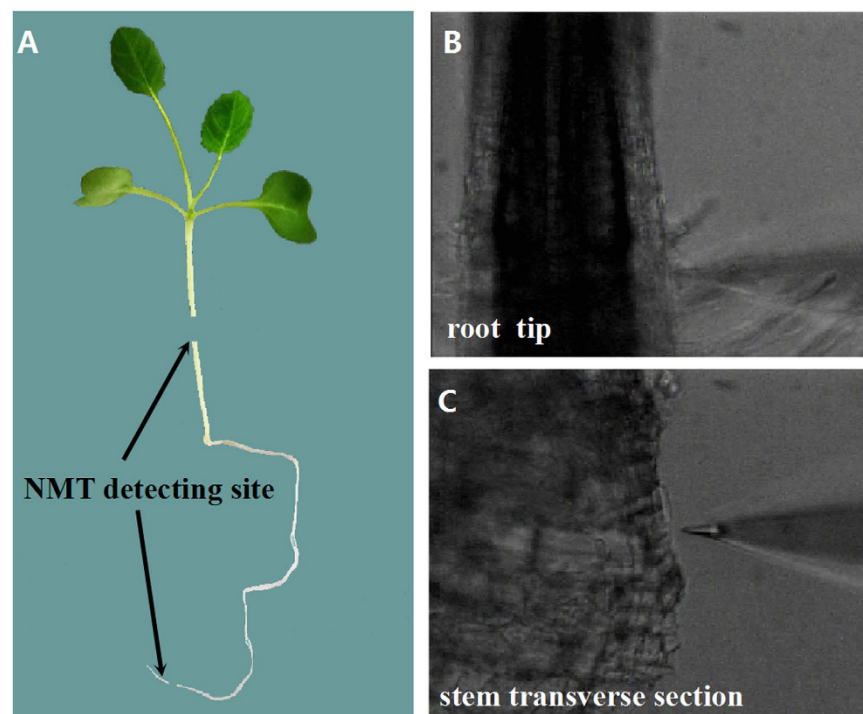 A
NMT detecting site
B
root tip
C
stem transverse section